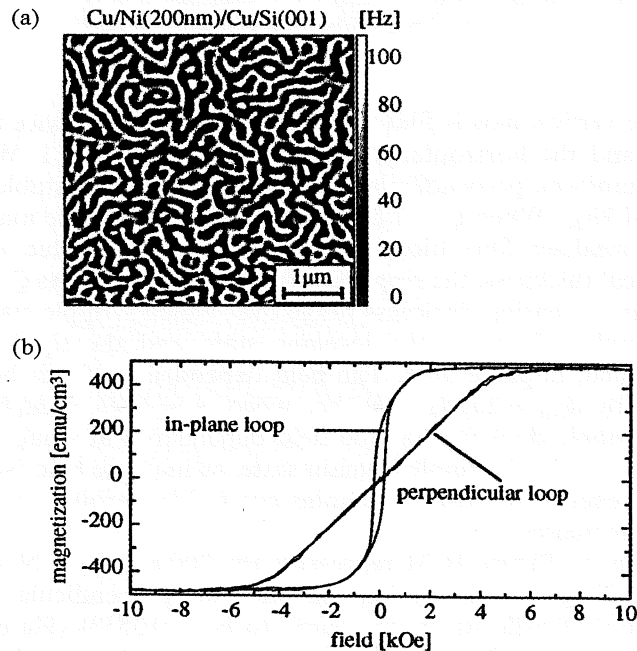 (a) Cu/Ni(200nm)/Cu/Si(001) [Hz]
100
80
60
40
20
0
1µm
(b)
magnetization [emu/cm³]
400
200
0
-200
-400
in-plane loop
perpendicular loop
-10 -8 -6 -4 -2 0 2 4 6 8 10
field [kOe]